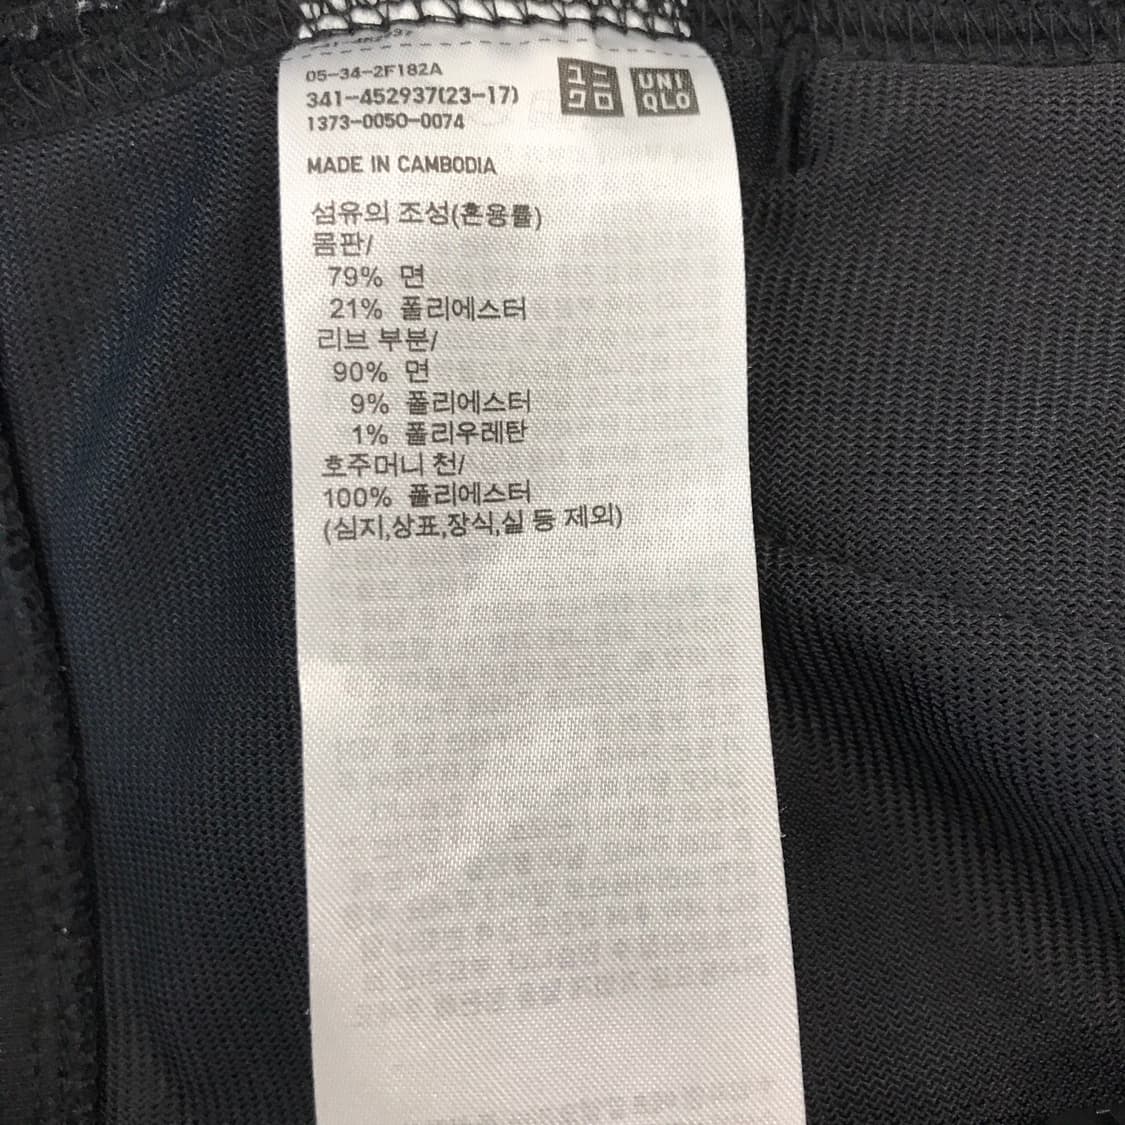 05-34-2F182A
341-452937(23-17)
1373-0050-0074
ユニクロ
UNIQLO
MADE IN CAMBODIA
섬유의 조성(혼용률)
몸판/
79% 면
21% 폴리에스터
리브 부분/
90% 면
9% 폴리에스터
1% 폴리우레탄
호주머니 천/
100% 폴리에스터
(심지,상표,장식,실 등 제외)